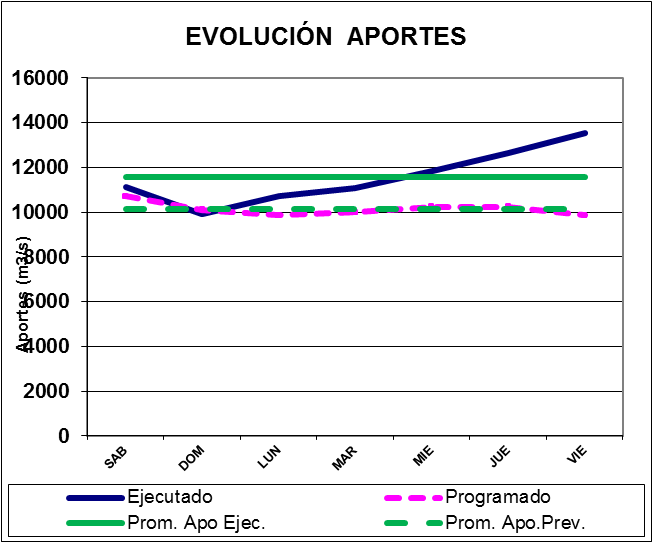 EVOLUCIÓN APORTES
Aportes (m3/s)
16000
14000
12000
10000
8000
6000
4000
2000
0
SAB DOM LUN MAR MIE JUE VIE
Ejecutado Programado
Prom. Apo Ejec. Prom. Apo.Prev.